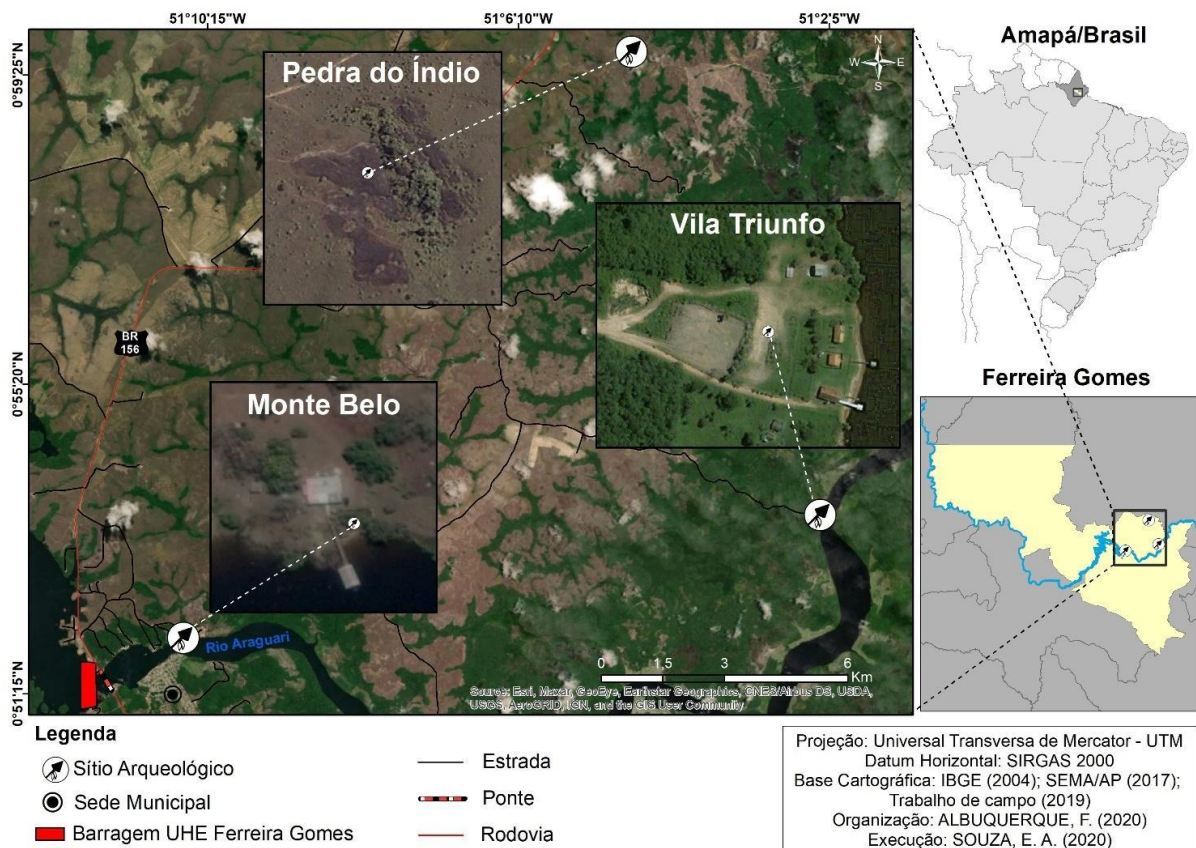 51°10'15"W
51°6'10"W
51°2'5"W
0°59'25"N
0°55'20"N
0°51'15"N
Pedra do Índio
N
W E
S
Vila Triunfo
BR
156
Monte Belo
Rio Araguari
0 1,5 3 6
Km
Source: Esri, Maxar, GeoEye, Earthstar Geographics, CNES/Airbus DS, USDA,
USGS, AeroGRID, IGN, and the GIS User Community
Amapá/Brasil
Ferreira Gomes
Legenda
Sítio Arqueológico
Sede Municipal
Barragem UHE Ferreira Gomes
Estrada
Ponte
Rodovia
Projeção: Universal Transversa de Mercator - UTM
Datum Horizontal: SIRGAS 2000
Base Cartográfica: IBGE (2004); SEMA/AP (2017);
Trabalho de campo (2019)
Organização: ALBUQUERQUE, F. (2020)
Execução: SOUZA, E. A. (2020)